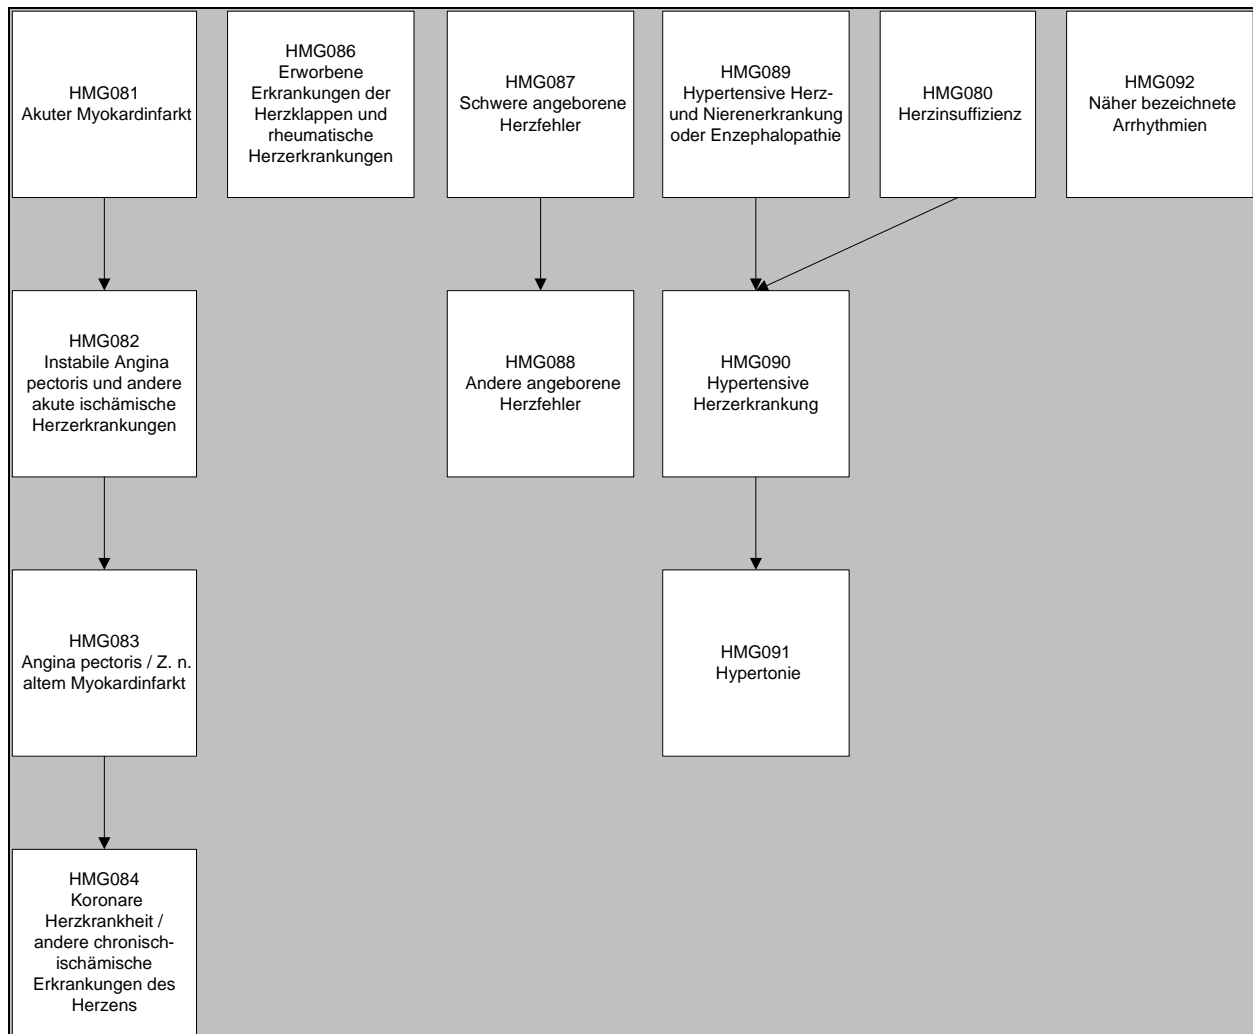 HMG081
Akuter Myokardinfarkt
HMG086
Erworbene
Erkrankungen der
Herzklappen und
rheumatische
Herzerkrankungen
HMG087
Schwere angeborene
Herzfehler
HMG089
Hypertensive Herz-
und Nierenerkrankung
oder Enzephalopathie
HMG080
Herzinsuffizienz
HMG092
Näher bezeichnete
Arrhythmien
HMG082
Instabile Angina
pectoris und andere
akute ischämische
Herzerkrankungen
HMG088
Andere angeborene
Herzfehler
HMG090
Hypertensive
Herzerkrankung
HMG083
Angina pectoris / Z. n.
altem Myokardinfarkt
HMG091
Hypertonie
HMG084
Koronare
Herzkrankheit /
andere chronisch-
ischämische
Erkrankungen des
Herzens